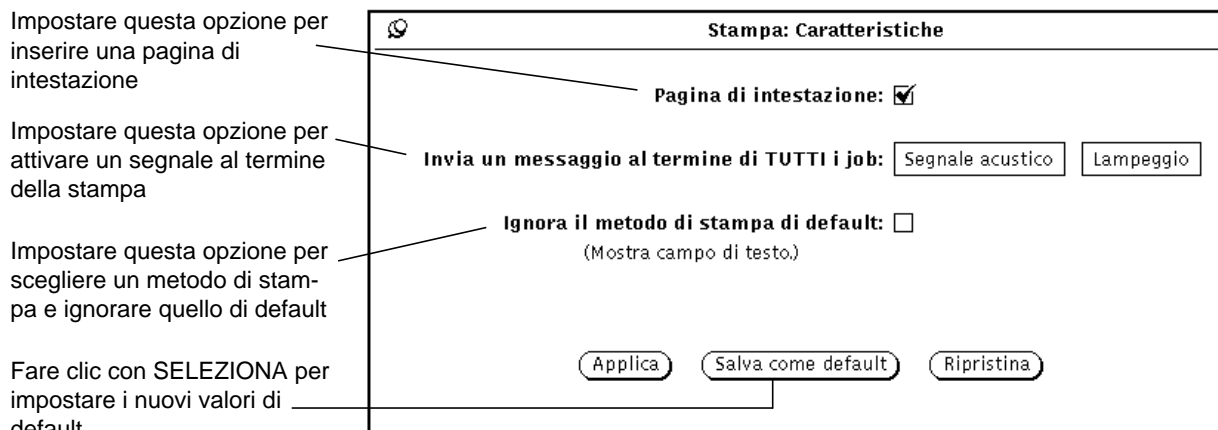 Impostare questa opzione per
inserire una pagina di
intestazione
Impostare questa opzione per
attivare un segnale al termine
della stampa
Impostare questa opzione per
scegliere un metodo di stam-
pa e ignorare quello di default
Fare clic con SELEZIONA per
impostare i nuovi valori di
default
Stampa: Caratteristiche
Pagina di intestazione:
Invia un messaggio al termine di TUTTI i job: Segnale acustico Lampeggio
Ignora il metodo di stampa di default:
(Mostra campo di testo.)
Applica Salva come default Ripristina